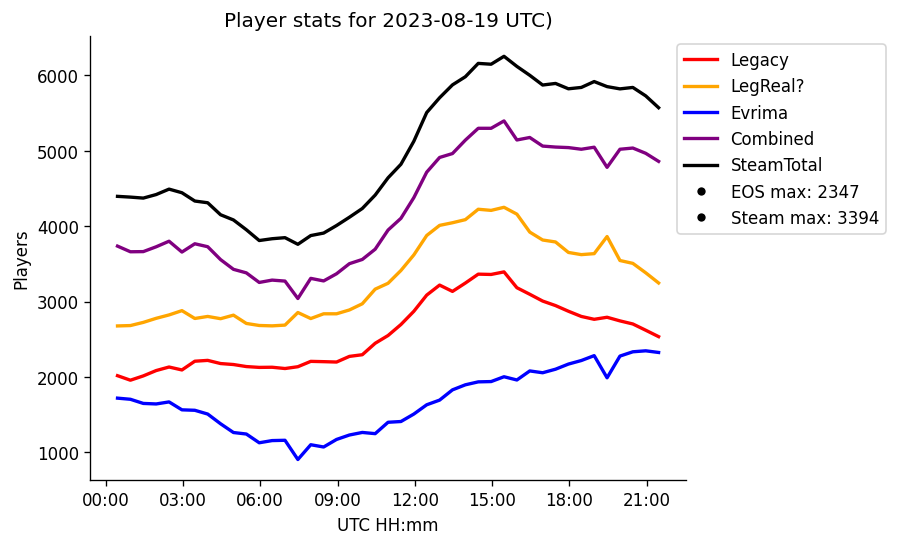 Player stats for 2023-08-19 UTC)
Players
6000
5000
4000
3000
2000
1000
00:00 03:00 06:00 09:00 12:00 15:00 18:00 21:00
UTC HH:mm
Legacy
LegReal?
Evrima
Combined
SteamTotal
EOS max: 2347
Steam max: 3394